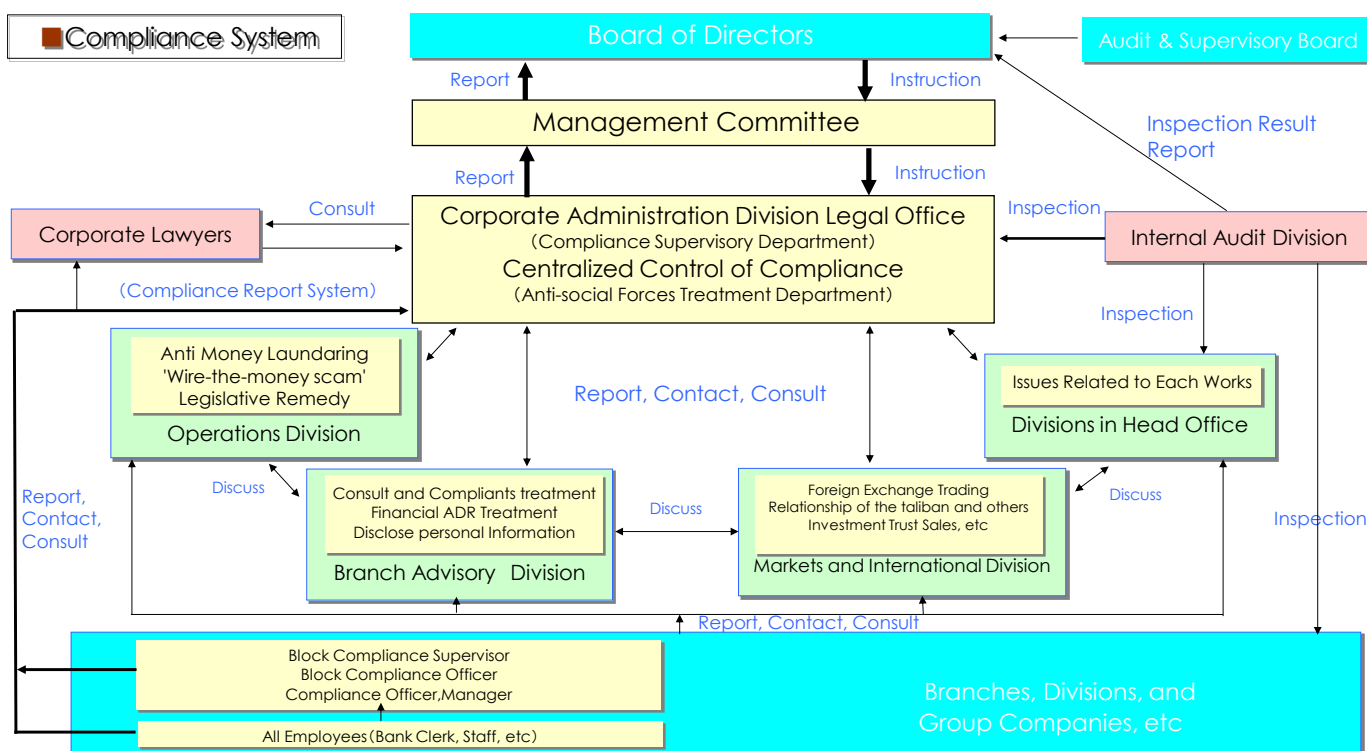 ■Compliance System
Board of Directors
Audit & Supervisory Board
Report
Instruction
Management Committee
Inspection Result
Report
Report
Instruction
Consult
Corporate Administration Division Legal Office
(Compliance Supervisory Department)
Centralized Control of Compliance
(Anti-social Forces Treatment Department)
Inspection
Corporate Lawyers
Internal Audit Division
(Compliance Report System)
Inspection
Anti Money Laundaring
'Wire-the-money scam'
Legislative Remedy
Operations Division
Report, Contact, Consult
Issues Related to Each Works
Divisions in Head Office
Report,
Contact,
Consult
Discuss
Consult and Compliants treatment
Financial ADR Treatment
Disclose personal Information
Branch Advisory Division
Discuss
Foreign Exchange Trading
Relationship of the taliban and others
Investment Trust Sales, etc
Markets and International Division
Discuss
Inspection
Report, Contact, Consult
Block Compliance Supervisor
Block Compliance Officer
Compliance Officer,Manager
All Employees(Bank Clerk, Staff, etc)
Branches, Divisions, and
Group Companies, etc